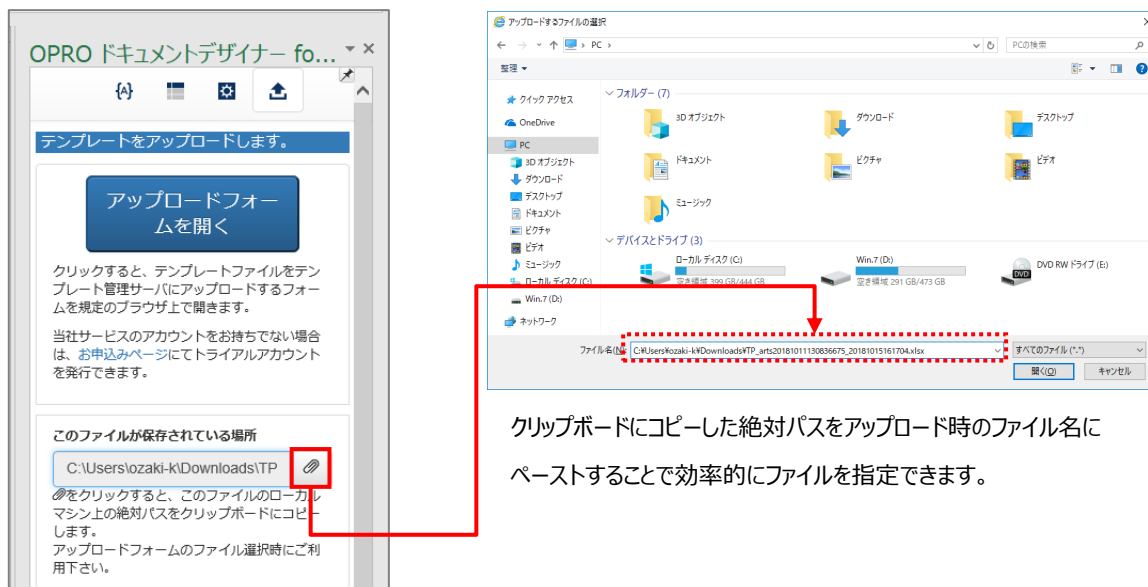 OPRO ドキュメントデザイナー fo...
テンプレートをアップロードします。
アップロードフォー
ムを開く
クリックすると、テンプレートファイルをテン
プレート管理サーバにアップロードするフォー
ムを規定のブラウザ上で開きます。
当社サービスのアカウントをお持ちでない場合
は、お申込みページにてトライアルアカウント
を発行できます。
このファイルが保存されている場所
C:\Users\ozaki-k\Downloads\TP
をクリックすると、このファイルのローカル
マシン上の絶対パスをクリップボードにコピー
します。
アップロードフォームのファイル選択時にご利
用下さい。
アップロードするファイルの選択
PC
PCの検索
整理
クイック アクセス
OneDrive
PC
3D オブジェクト
ダウンロード
デスクトップ
ドキュメント
ピクチャ
ビデオ
ミュージック
ローカル ディスク (C:)
Win.7 (D:)
ネットワーク
フォルダー (7)
3D オブジェクト
ダウンロード
デスクトップ
ドキュメント
ピクチャ
ビデオ
ミュージック
デバイスとドライブ (3)
ローカル ディスク (C:)
空き領域 399 GB/444 GB
Win.7 (D:)
空き領域 291 GB/473 GB
DVD RW ドライブ (E:)
DVD
ファイル名(N):
C:¥Users¥ozaki-k¥Downloads¥TP_arts20181011130836675_20181015161704.xlsx
すべてのファイル (*.*)
開く(O)
キャンセル
クリップボードにコピーした絶対パスをアップロード時のファイル名に
ペーストすることで効率的にファイルを指定できます。